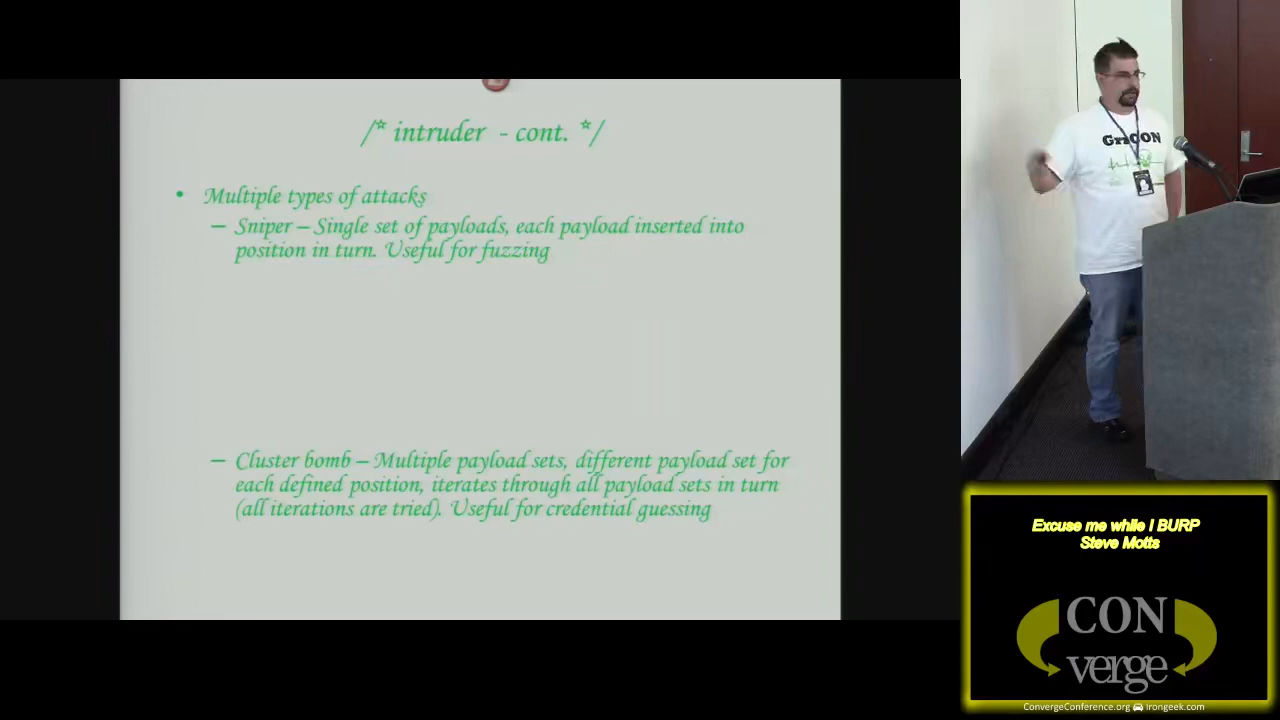 /* intruder - cont. */
• Multiple types of attacks
– Sniper – Single set of payloads, each payload inserted into
position in turn. Useful for fuzzing
– Cluster bomb – Multiple payload sets, different payload set for
each defined position, iterates through all payload sets in turn
(all iterations are tried). Useful for credential guessing
GrrCON
Excuse me while I BURP
Steve Motts
CON
verge
ConvergeConference.org Irongeek.com